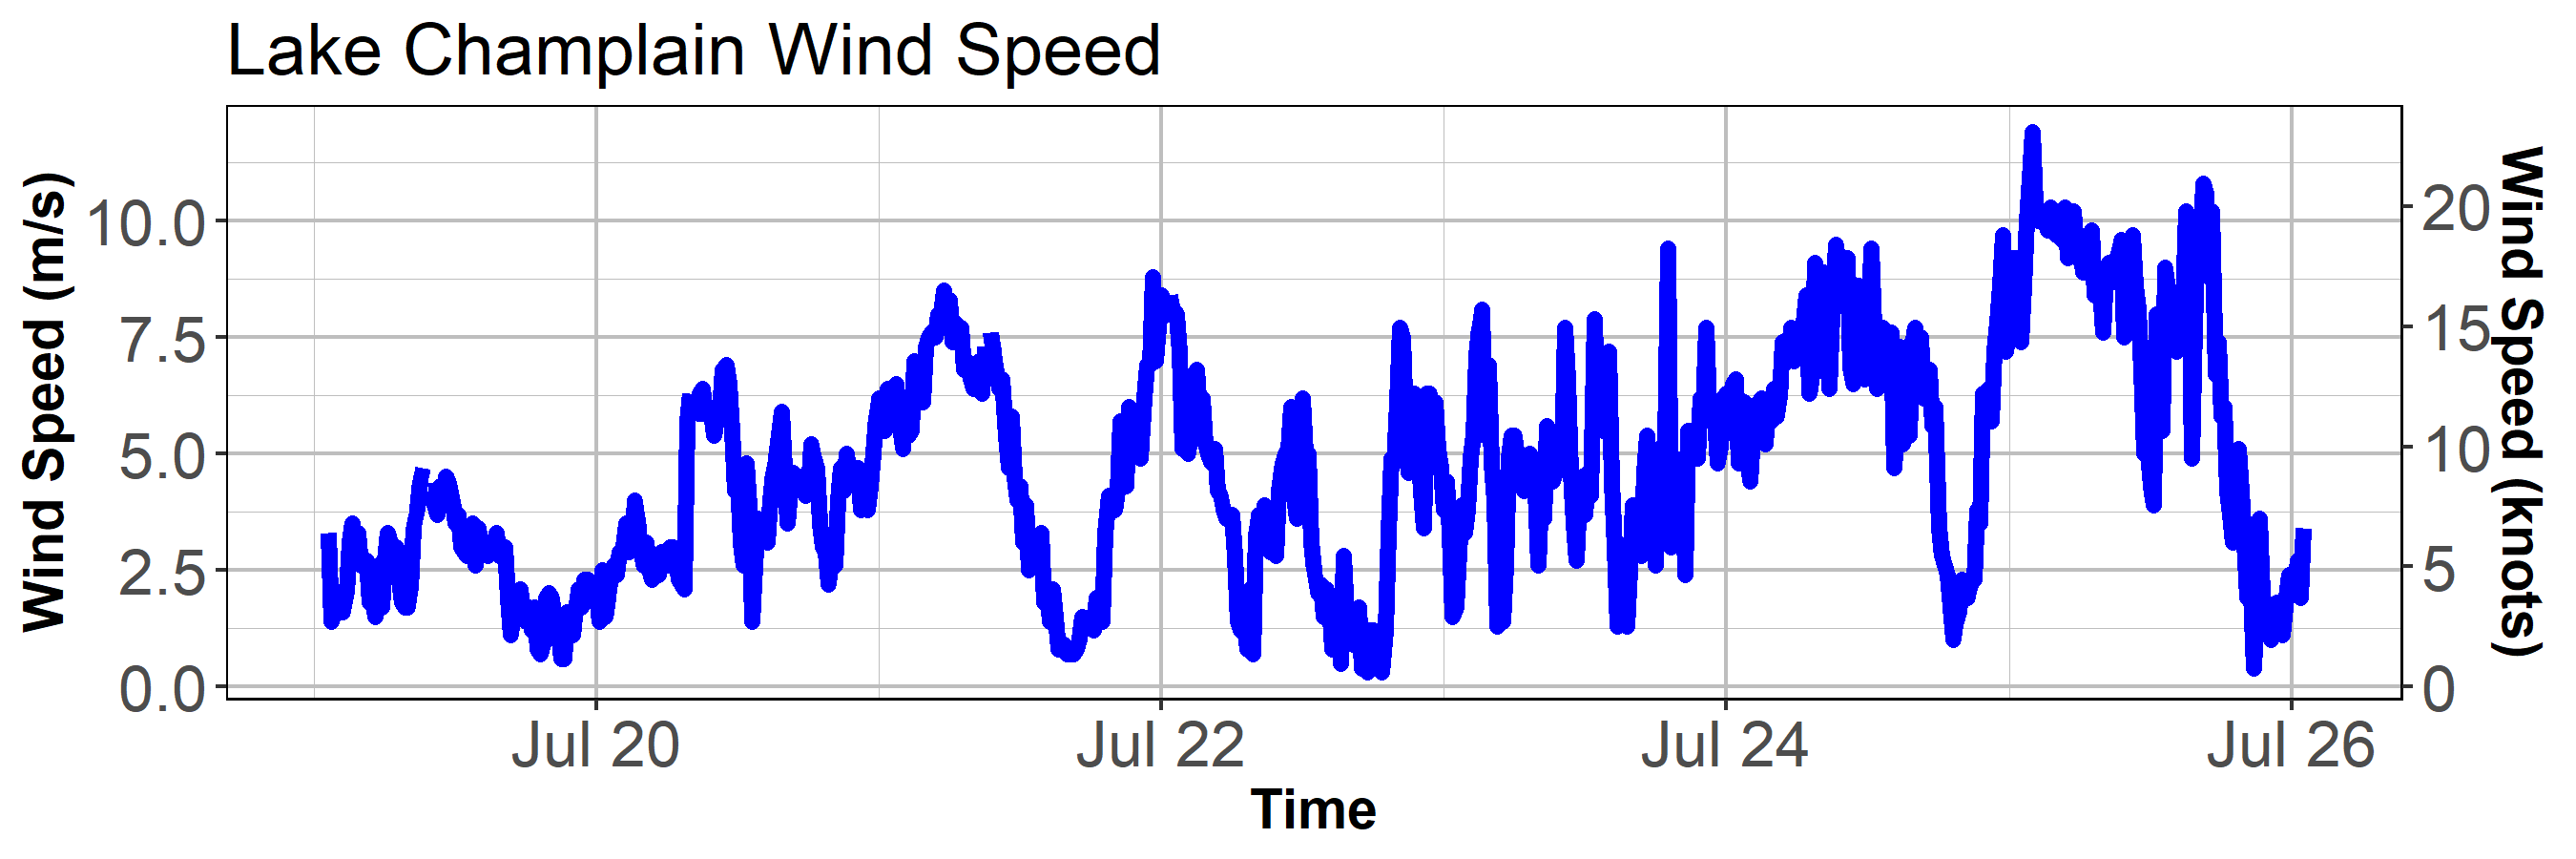 Lake Champlain Wind Speed
Wind Speed (m/s)
10.0
7.5
5.0
2.5
0.0
Wind Speed (knots)
20
15
10
5
0
Jul 20 Jul 22 Jul 24 Jul 26
Time